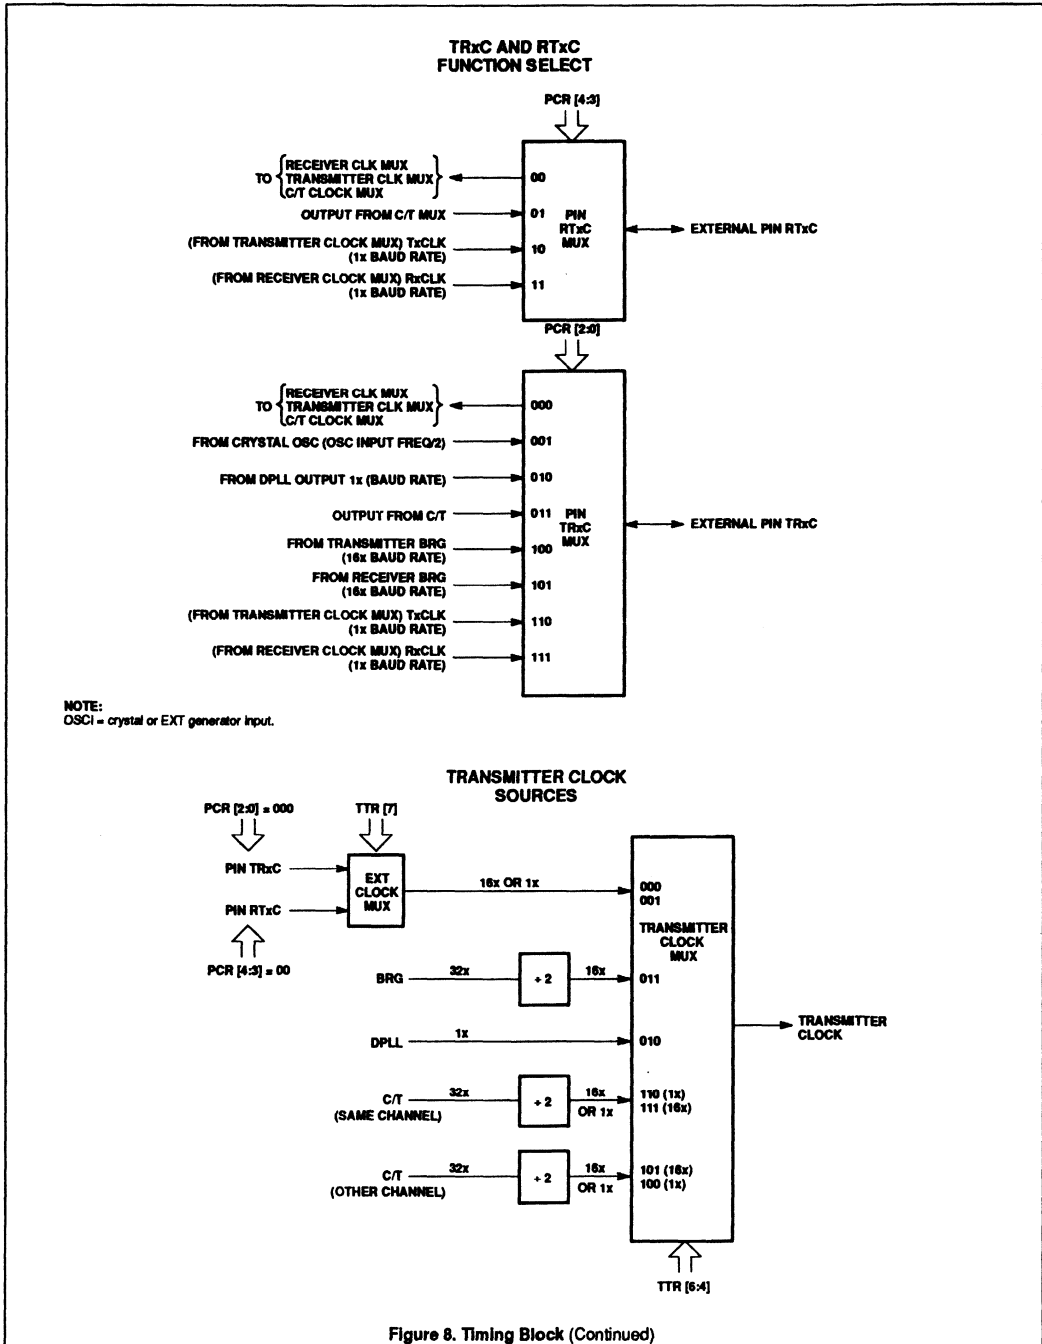 TRxC AND RTxC
FUNCTION SELECT
PCR [4:3]
TO { RECEIVER CLK MUX
TRANSMITTER CLK MUX
C/T CLOCK MUX }
00
OUTPUT FROM C/T MUX
01
(FROM TRANSMITTER CLOCK MUX) TxCLK
(1x BAUD RATE)
10
(FROM RECEIVER CLOCK MUX) RxCLK
(1x BAUD RATE)
11
PIN
RTxC
MUX
EXTERNAL PIN RTxC
PCR [2:0]
TO { RECEIVER CLK MUX
TRANSMITTER CLK MUX
C/T CLOCK MUX }
000
FROM CRYSTAL OSC (OSC INPUT FREQ/2)
001
FROM DPLL OUTPUT 1x (BAUD RATE)
010
OUTPUT FROM C/T
011
FROM TRANSMITTER BRG
(16x BAUD RATE)
100
FROM RECEIVER BRG
(16x BAUD RATE)
101
(FROM TRANSMITTER CLOCK MUX) TxCLK
(1x BAUD RATE)
110
(FROM RECEIVER CLOCK MUX) RxCLK
(1x BAUD RATE)
111
PIN
TRxC
MUX
EXTERNAL PIN TRxC
NOTE:
OSCI = crystal or EXT generator input.
TRANSMITTER CLOCK
SOURCES
PCR [2:0] = 000
TTR [7]
PIN TRxC
PIN RTxC
EXT
CLOCK
MUX
PCR [4:3] = 00
16x OR 1x
000
001
TRANSMITTER
CLOCK
MUX
BRG
32x
÷ 2
16x
011
DPLL
1x
010
TRANSMITTER
CLOCK
C/T
(SAME CHANNEL)
32x
÷ 2
16x
OR 1x
110 (1x)
111 (16x)
C/T
(OTHER CHANNEL)
32x
÷ 2
16x
OR 1x
101 (16x)
100 (1x)
TTR [6:4]
Figure 8. Timing Block (Continued)